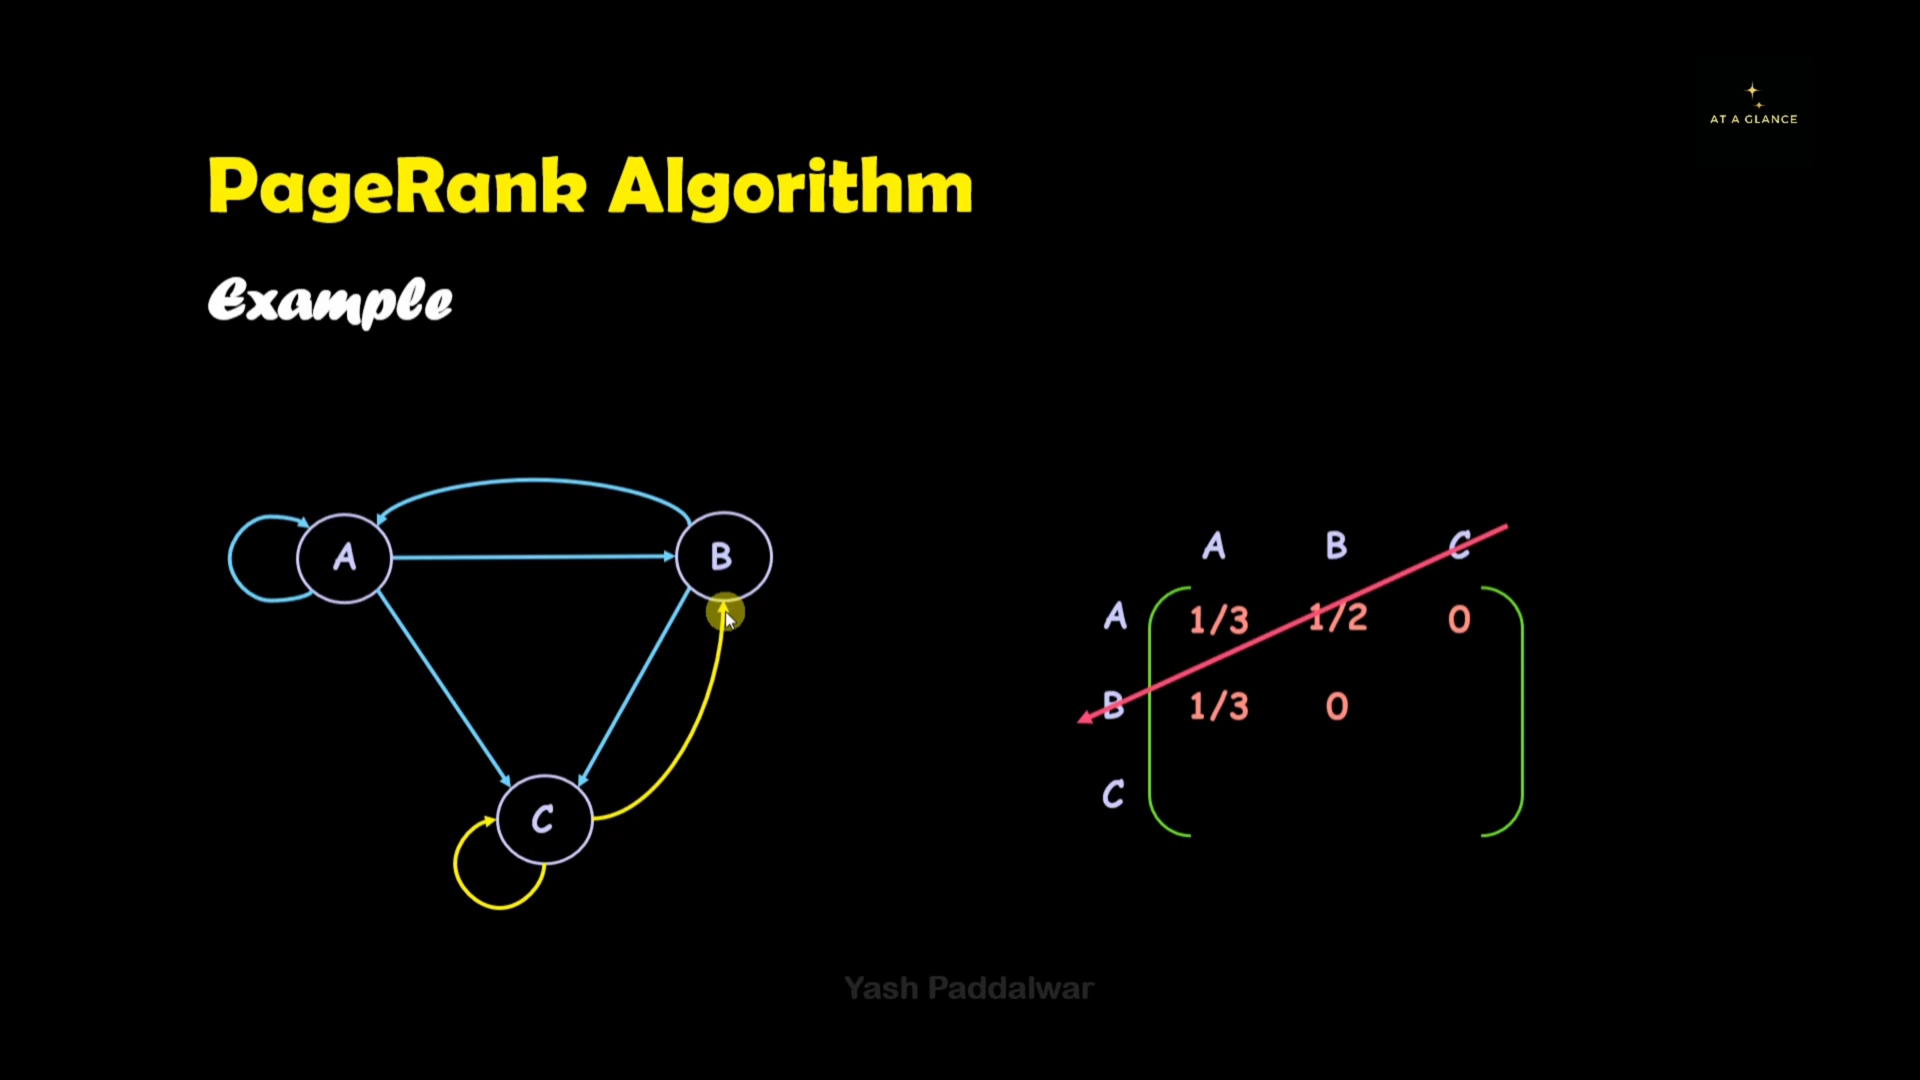 AT A GLANCE
PageRank Algorithm
Example
A
B
C
A B C
A 1/3 1/2 0
B 1/3 0
C
Yash Paddalwar